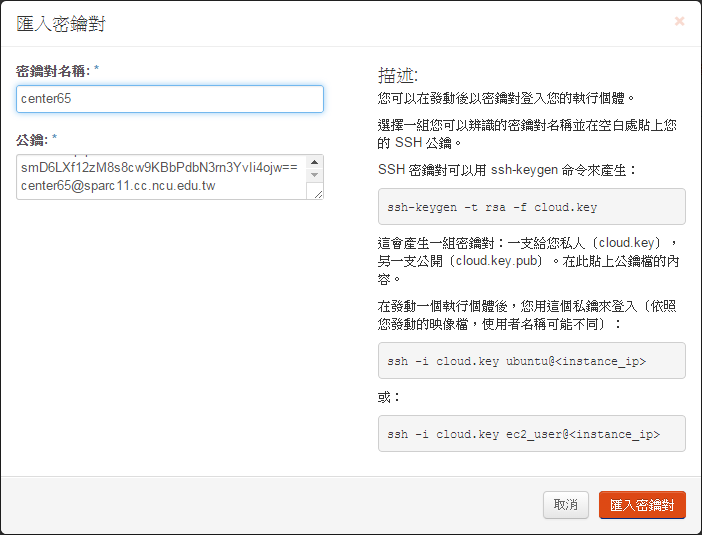 匯入密鑰對
×
密鑰對名稱: *
center65
公鑰: *
smD6LXf12zM8s8cw9KBbPdbN3rn3YvIi4ojw==
center65@sparc11.cc.ncu.edu.tw
描述:
您可以在發動後以密鑰對登入您的執行個體。
選擇一組您可以辨識的密鑰對名稱並在空白處貼上您
的 SSH 公鑰。
SSH 密鑰對可以用 ssh-keygen 命令來產生：
ssh-keygen -t rsa -f cloud.key
這會產生一組密鑰對：一支給您私人〔cloud.key〕，
另一支公開〔cloud.key.pub〕。在此貼上公鑰檔的內
容。
在發動一個執行個體後，您用這個私鑰來登入〔依照
您發動的映像檔，使用者名稱可能不同〕：
ssh -i cloud.key ubuntu@<instance_ip>
或：
ssh -i cloud.key ec2_user@<instance_ip>
取消
匯入密鑰對